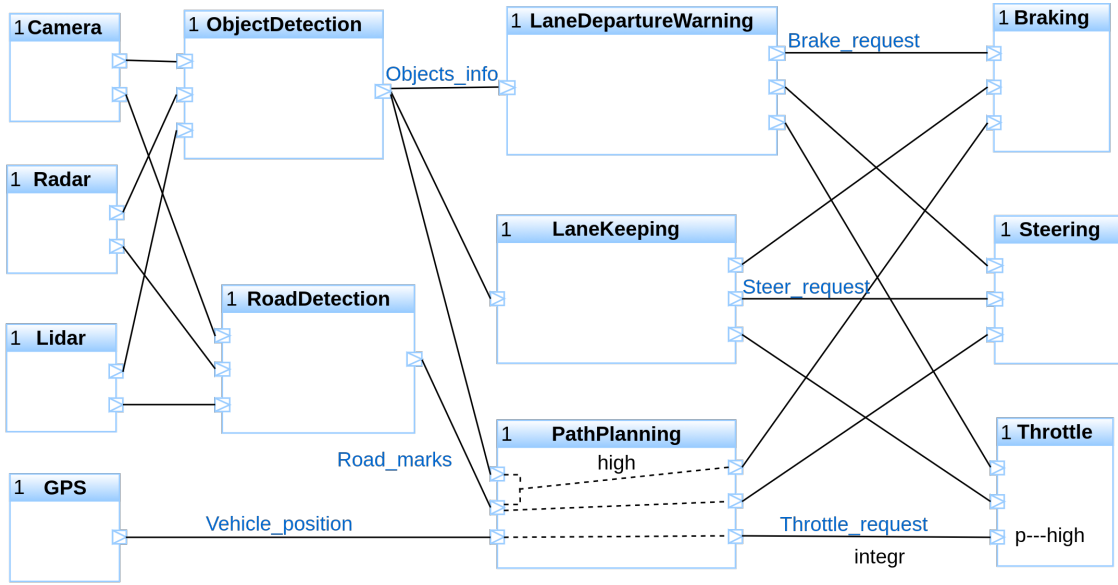 1 Camera
1 ObjectDetection
1 LaneDepartureWarning
1 Braking
Brake_request
Objects_info
1 Radar
1 LaneKeeping
1 Steering
Steer_request
1 RoadDetection
1 Lidar
1 PathPlanning
1 Throttle
Road_marks
high
1 GPS
Vehicle_position
Throttle_request
p---high
integr